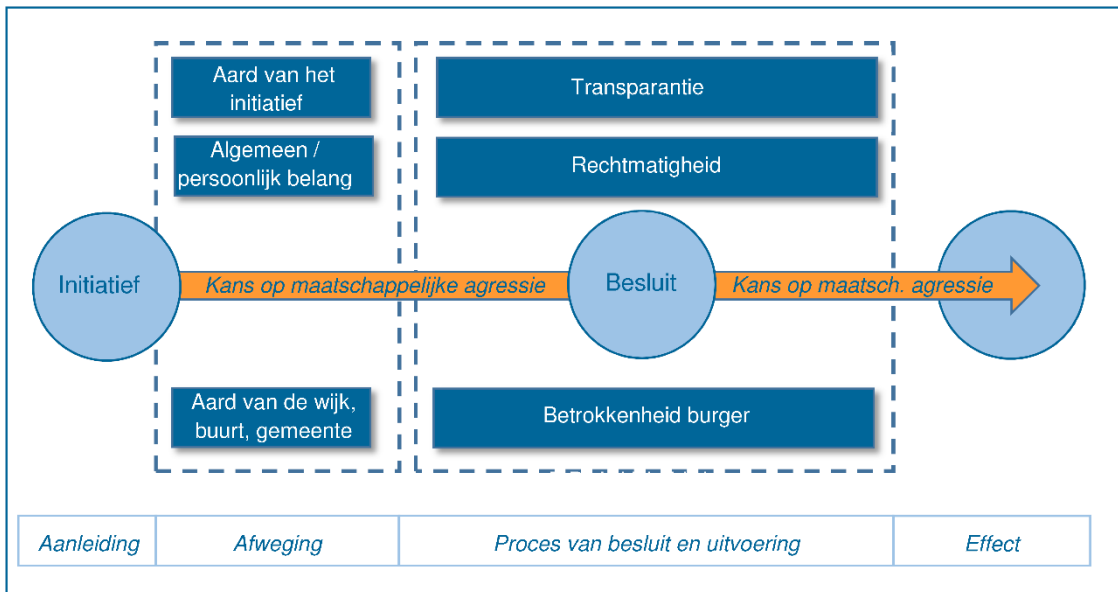 Aard van het
initiatief
Transparantie
Algemeen /
persoonlijk belang
Rechtmatigheid
Initiatief
Kans op maatschappelijke agressie
Besluit
Kans op maatsch. agressie
Aard van de wijk,
buurt, gemeente
Betrokkenheid burger
Aanleiding
Afweging
Proces van besluit en uitvoering
Effect